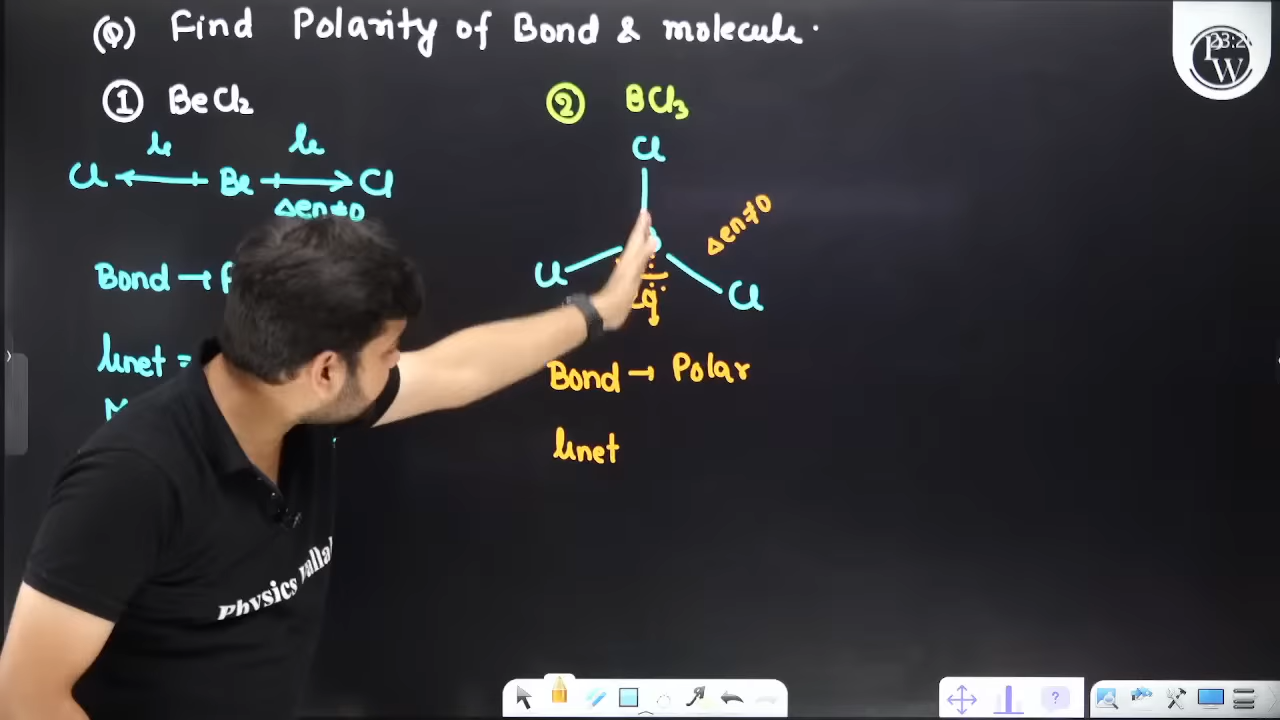 (Q) Find Polarity of Bond & molecule.
① BeCl2
μ μ
Cl Be Cl
Δen≠0
Bond →
μnet =
② BCl3
Cl
Cl Cl
Δen≠0
Bond → Polar
μnet
PW
Physics